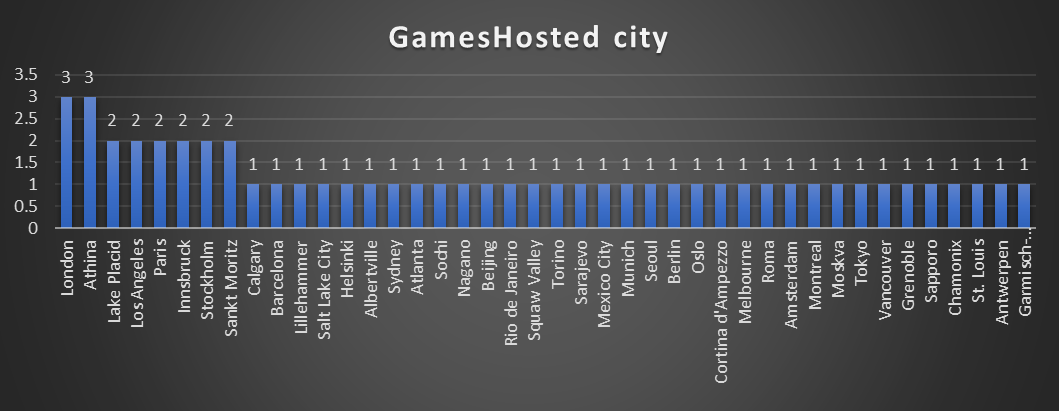 GamesHosted city
3.5
3
2.5
2
1.5
1
0.5
0
3 3 2 2 2 2 2 2 1 1 1 1 1 1 1 1 1 1 1 1 1 1 1 1 1 1 1 1 1 1 1 1 1 1 1 1 1 1 1 1 1 1
London
Athina
Lake Placid
Los Angeles
Paris
Innsbruck
Stockholm
Sankt Moritz
Calgary
Barcelona
Lillehammer
Salt Lake City
Helsinki
Albertville
Sydney
Atlanta
Sochi
Nagano
Beijing
Rio de Janeiro
Squaw Valley
Torino
Sarajevo
Mexico City
Munich
Seoul
Berlin
Oslo
Cortina d'Ampezzo
Melbourne
Roma
Amsterdam
Montreal
Moskva
Tokyo
Vancouver
Grenoble
Sapporo
Chamonix
St. Louis
Antwerpen
Garmisch-…